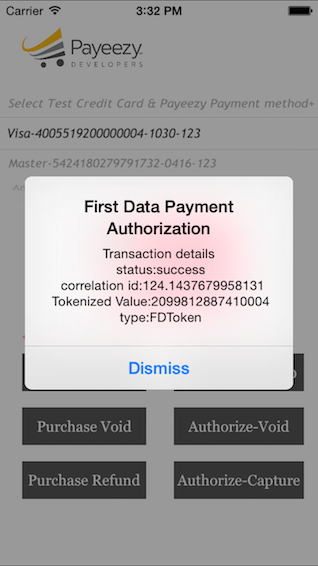 Carrier 3:32 PM
Payeezy
DEVELOPERS
Select Test Credit Card & Payeezy Payment method+
Visa-4005519200000004-1030-123
Master-5424180279791732-0416-123
First Data Payment
Authorization
Transaction details
status:success
correlation id:124.1437679958131
Tokenized Value:2099812887410004
type:FDToken
Dismiss
Purchase Void Authorize-Void
Purchase Refund Authorize-Capture